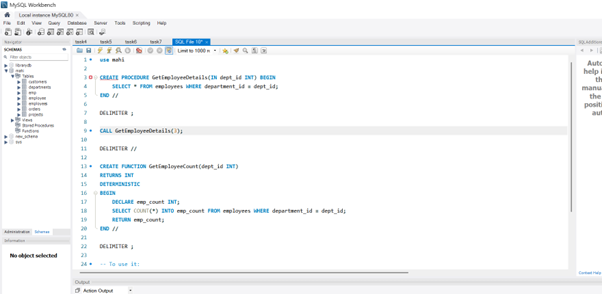 MySQL Workbench
Local instance MySQL80
File Edit View Query Database Server Tools Scripting Help
Navigator
SCHEMAS
Filter objects
librarydb
mahi
Tables
customers
departments
emp
employee
employees
orders
projects
Views
Stored Procedures
Functions
new_schema
sys
Administration Schemas
Information
No object selected
task4 task5 task6 task7 SQL File 10*
Limit to 1000 rows
1 use mahi
2
3 CREATE PROCEDURE GetEmployeeDetails(IN dept_id INT) BEGIN
4 SELECT * FROM employees WHERE department_id = dept_id;
5 END //
6
7 DELIMITER ;
8
9 CALL GetEmployeeDetails(3);
10
11 DELIMITER //
12
13 CREATE FUNCTION GetEmployeeCount(dept_id INT)
14 RETURNS INT
15 DETERMINISTIC
16 BEGIN
17 DECLARE emp_count INT;
18 SELECT COUNT(*) INTO emp_count FROM employees WHERE department_id = dept_id;
19 RETURN emp_count;
20 END //
21
22 DELIMITER ;
23
24 -- To use it:
Output
Action Output
SQLAdditions
Auto
help i
th
manu
the
positi
aut
Context Help